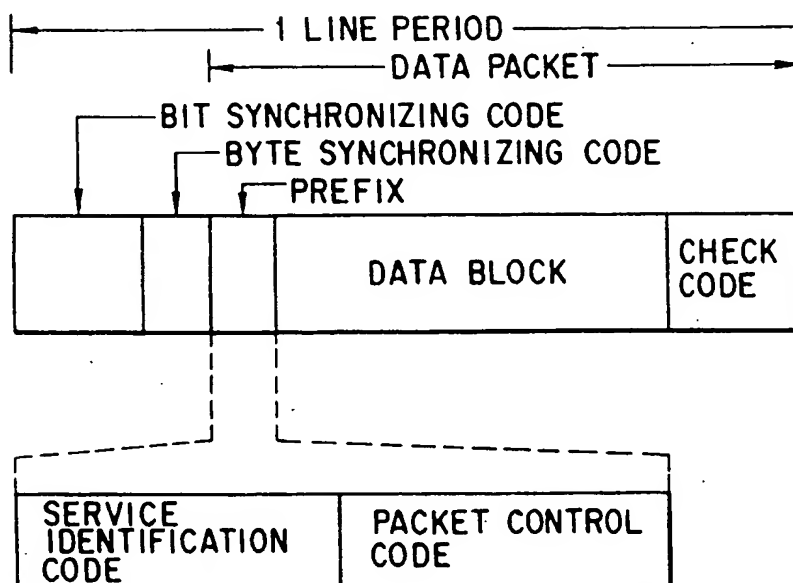 1 LINE PERIOD
DATA PACKET
BIT SYNCHRONIZING CODE
BYTE SYNCHRONIZING CODE
PREFIX
DATA BLOCK
CHECK
CODE
SERVICE
IDENTIFICATION
CODE
PACKET CONTROL
CODE